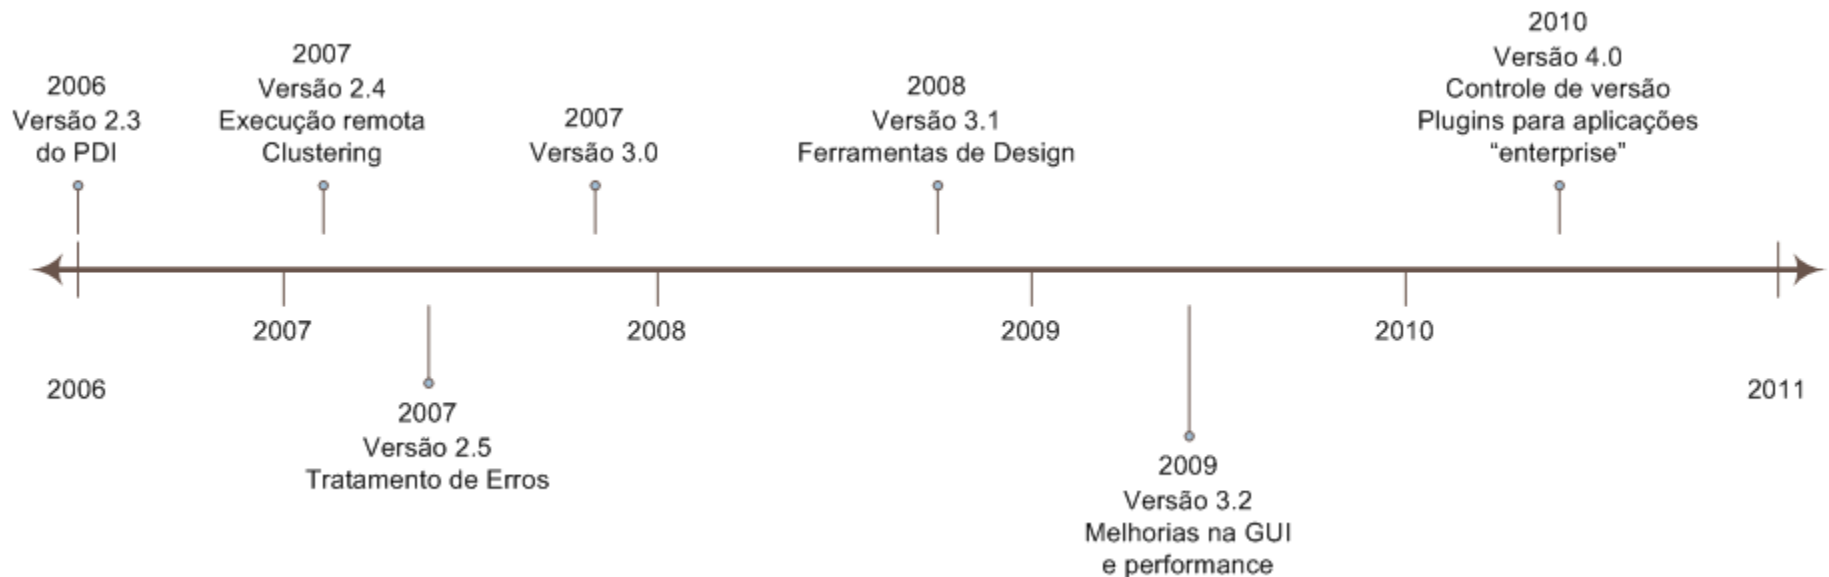 2006
Versão 2.3
do PDI
2007
Versão 2.4
Execução remota
Clustering
2007
Versão 3.0
2008
Versão 3.1
Ferramentas de Design
2010
Versão 4.0
Controle de versão
Plugins para aplicações
“enterprise”
2007
2008
2009
2010
2006
2011
2007
Versão 2.5
Tratamento de Erros
2009
Versão 3.2
Melhorias na GUI
e performance